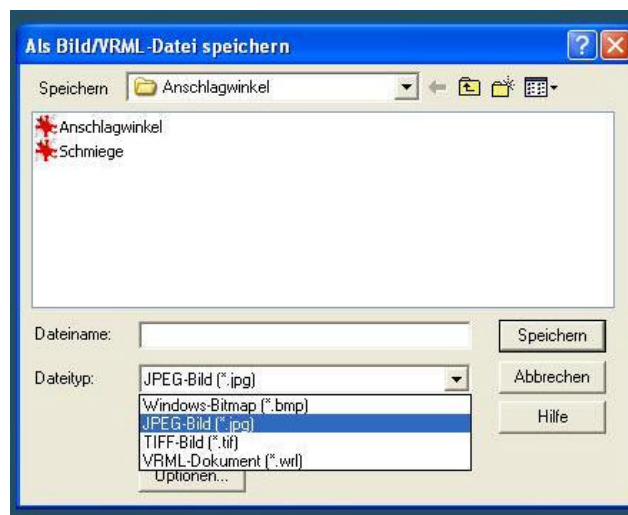 Als Bild/VRML-Datei speichern
Speichern Anschlagwinkel
Anschlagwinkel
Schmiege
Dateiname: Speichern
Dateityp: JPEG-Bild (*.jpg) Abbrechen
Windows-Bitmap (*.bmp)
JPEG-Bild (*.jpg) Hilfe
TIFF-Bild (*.tif)
VRML-Dokument (*.wrl)
Optionen...